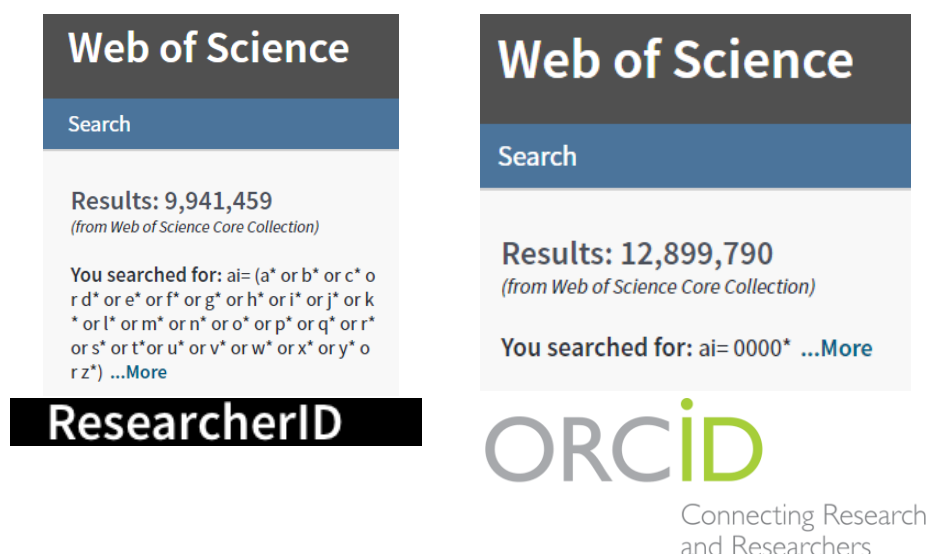 Web of Science
Search
Results: 9,941,459
(from Web of Science Core Collection)
You searched for: ai= (a* or b* or c* o
r d* or e* or f* or g* or h* or i* or j* or k
* or l* or m* or n* or o* or p* or q* or r*
or s* or t*or u* or v* or w* or x* or y* o
r z*) ...More
ResearcherID
Web of Science
Search
Results: 12,899,790
(from Web of Science Core Collection)
You searched for: ai= 0000* ...More
ORCiD
Connecting Research
and Researchers